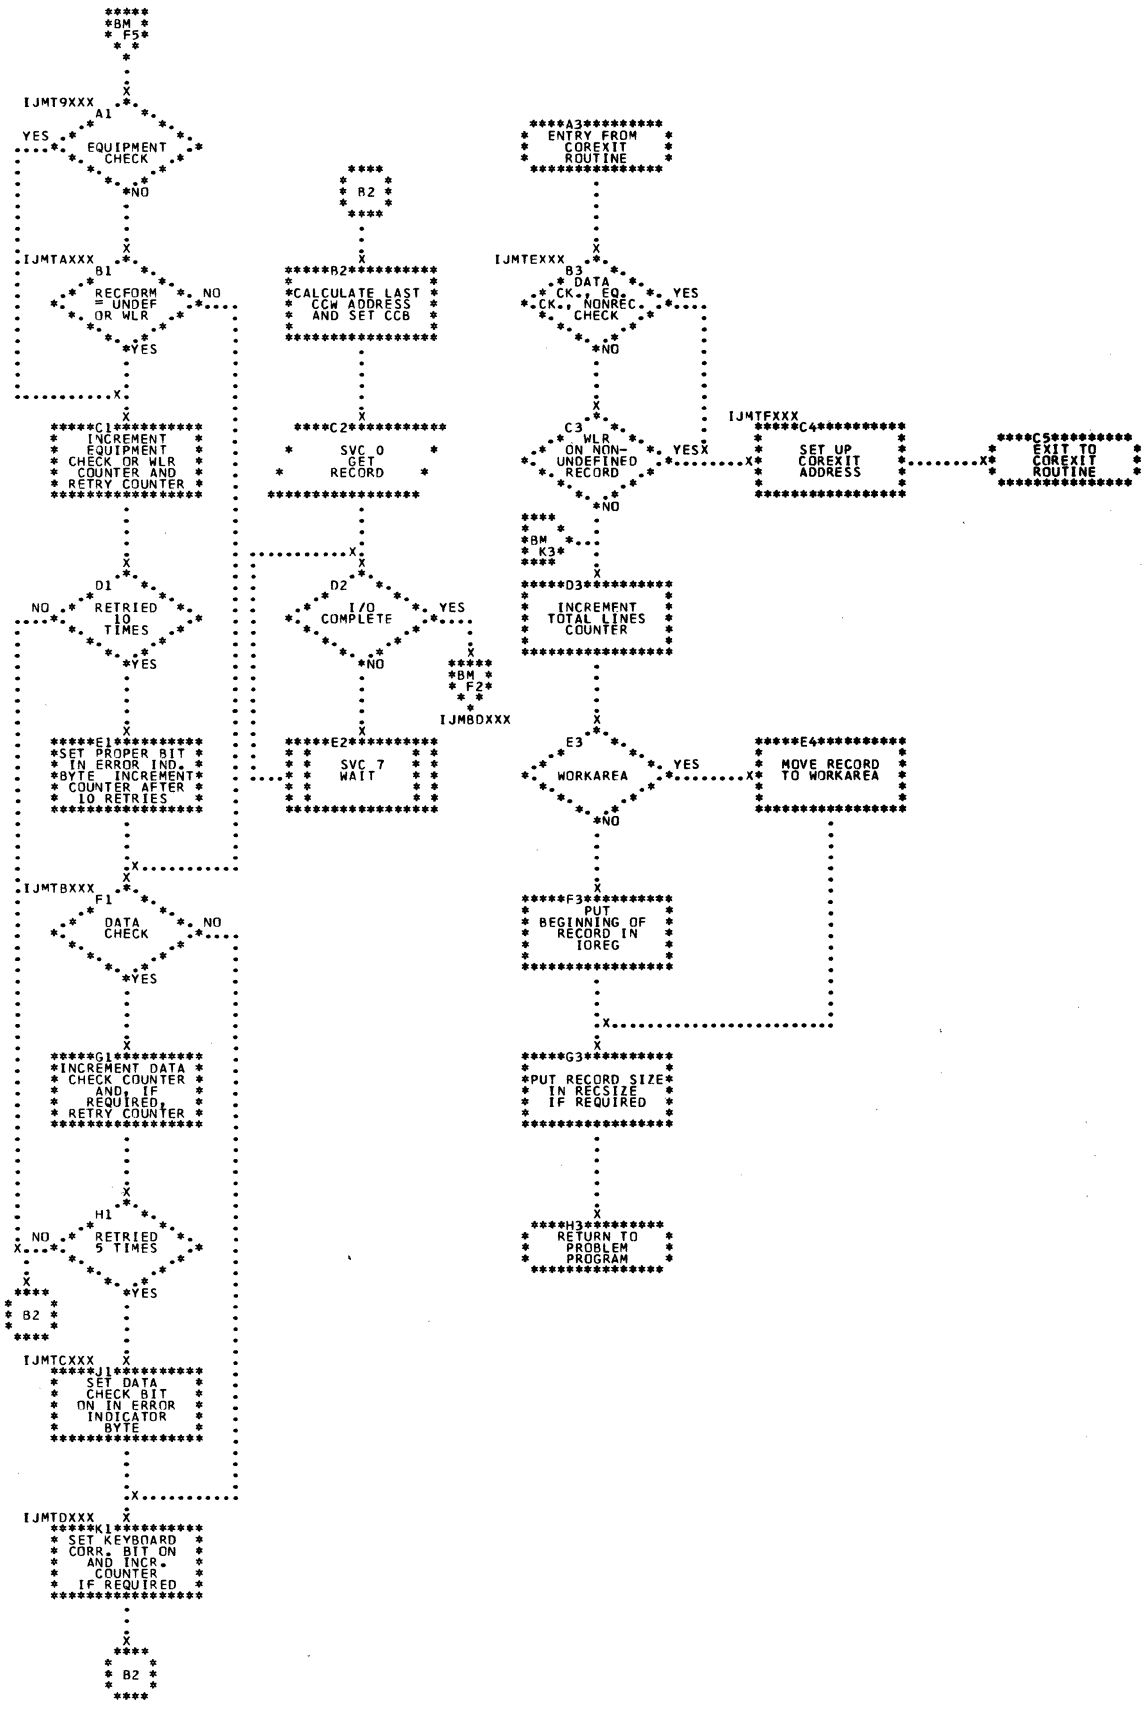 BM
F5
IJMT9XXX
A1
YES
EQUIPMENT
CHECK
NO
IJMTAXXX
B1
RECFORM
= UNDEF
OR WLR
NO
YES
C1
INCREMENT
EQUIPMENT
CHECK OR WLR
COUNTER AND
RETRY COUNTER
D1
NO
RETRIED
10
TIMES
YES
E1
SET PROPER BIT
IN ERROR IND.
BYTE INCREMENT
COUNTER AFTER
10 RETRIES
IJMTBXXX
F1
DATA
CHECK
NO
YES
G1
INCREMENT DATA
CHECK COUNTER
AND, IF
REQUIRED,
RETRY COUNTER
H1
NO
RETRIED
5 TIMES
YES
B2
IJMTCXXX
J1
SET DATA
CHECK BIT
ON IN ERROR
INDICATOR
BYTE
IJMTDXXX
K1
SET KEYBOARD
CORR. BIT ON
AND INCR.
COUNTER
IF REQUIRED
B2
B2
B2
CALCULATE LAST
CCW ADDRESS
AND SET CCB
C2
SVC 0
GET
RECORD
D2
I/O
COMPLETE
YES
NO
BM
F2
IJMBDXXX
E2
SVC 7
WAIT
A3
ENTRY FROM
COREXIT
ROUTINE
IJMTEXXX
B3
DATA
CK., EQ.
CK., NONREC.
CHECK
YES
NO
C3
WLR
ON NON-
UNDEFINED
RECORD
YES
NO
BM
K3
D3
INCREMENT
TOTAL LINES
COUNTER
E3
WORKAREA
YES
NO
F3
PUT
BEGINNING OF
RECORD IN
IOREG
G3
PUT RECORD SIZE
IN RECSIZE
IF REQUIRED
H3
RETURN TO
PROBLEM
PROGRAM
IJMTFXXX
C4
SET UP
COREXIT
ADDRESS
E4
MOVE RECORD
TO WORKAREA
C5
EXIT TO
COREXIT
ROUTINE